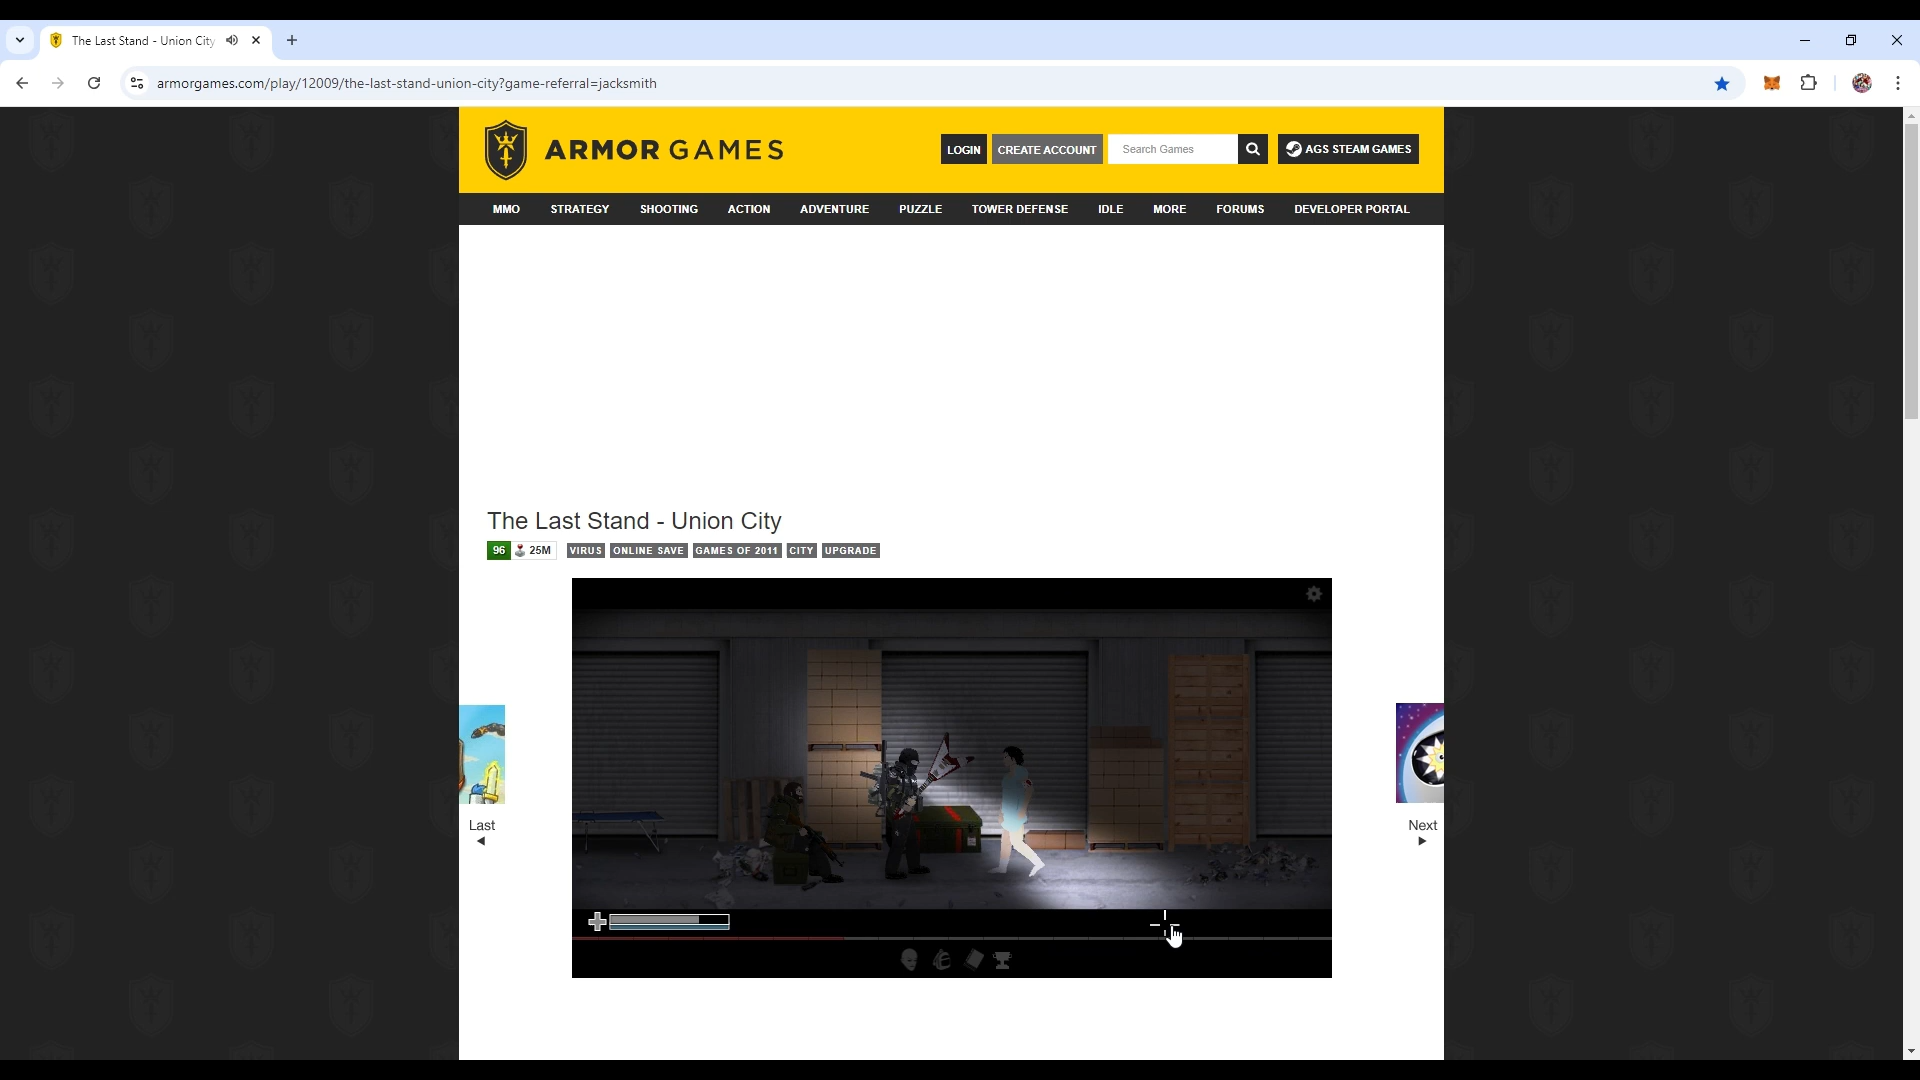 The Last Stand - Union City
armorgames.com/play/12009/the-last-stand-union-city?game-referral=jacksmith
ARMOR GAMES
LOGIN
CREATE ACCOUNT
Search Games
AGS STEAM GAMES
MMO
STRATEGY
SHOOTING
ACTION
ADVENTURE
PUZZLE
TOWER DEFENSE
IDLE
MORE
FORUMS
DEVELOPER PORTAL
The Last Stand - Union City
96
25M
VIRUS
ONLINE SAVE
GAMES OF 2011
CITY
UPGRADE
Last
Next